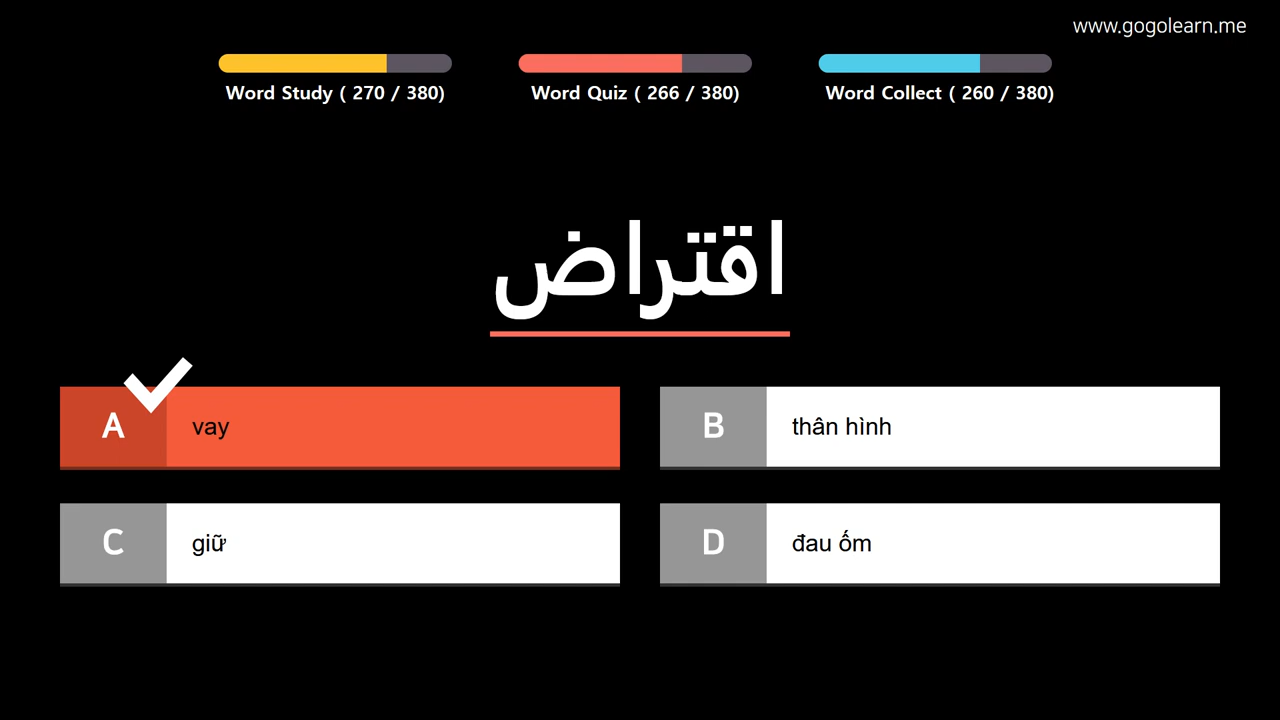 www.gogolearn.me
Word Study ( 270 / 380)
Word Quiz ( 266 / 380)
Word Collect ( 260 / 380)
اقتراض
A vay
B thân hình
C giữ
D đau ốm